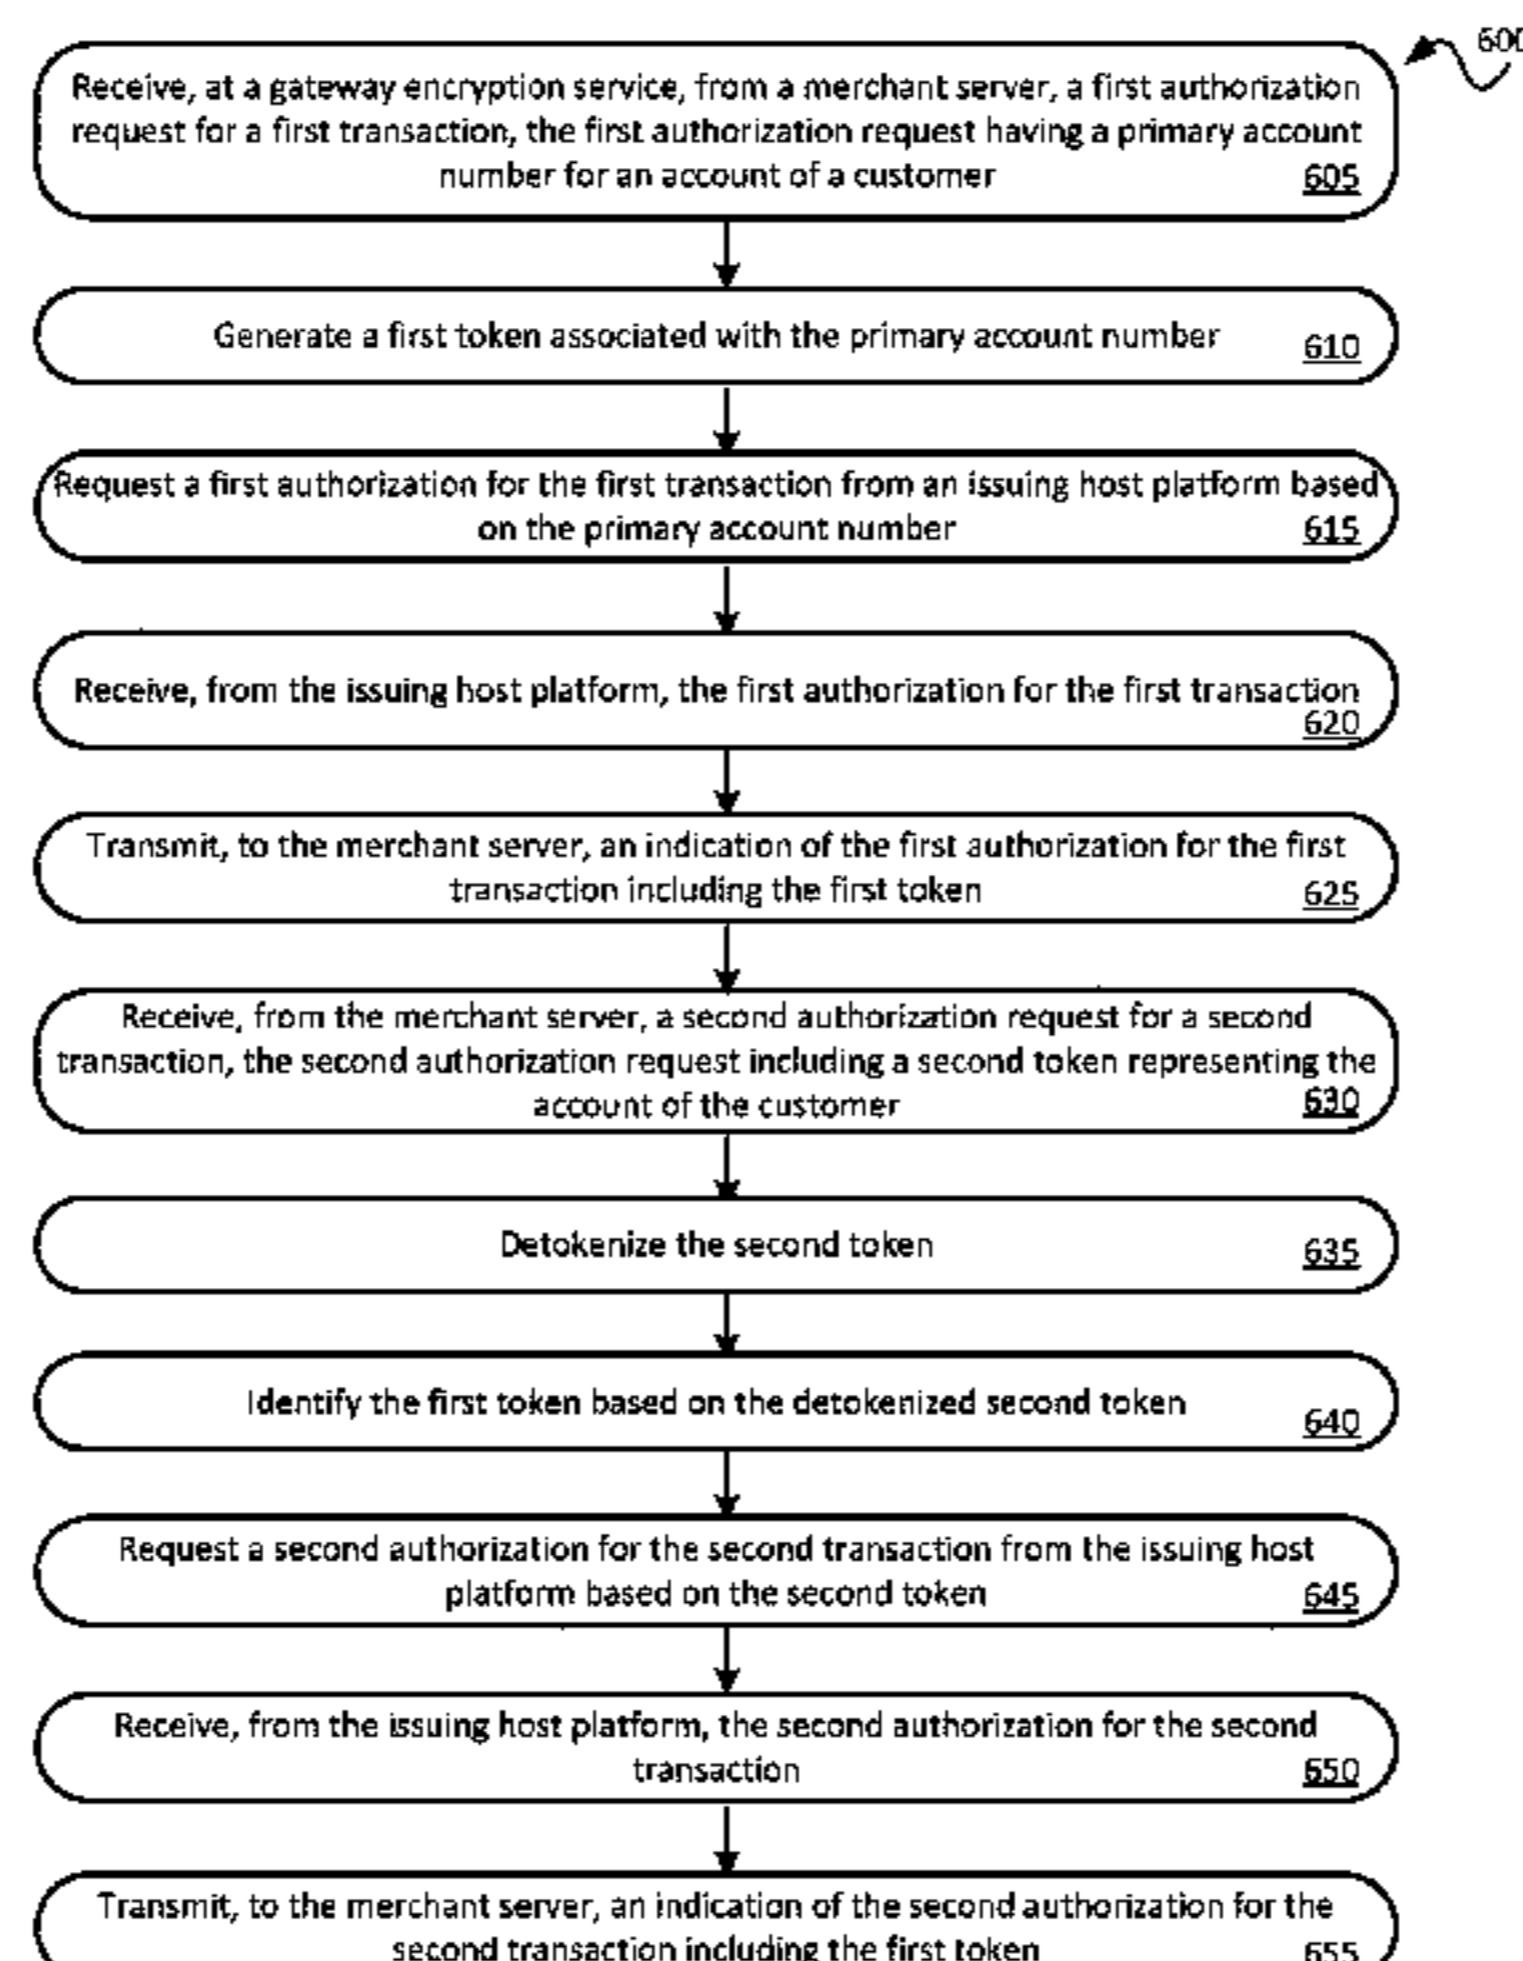 600
Receive, at a gateway encryption service, from a merchant server, a first authorization
request for a first transaction, the first authorization request having a primary account
number for an account of a customer
605
Generate a first token associated with the primary account number
610
Request a first authorization for the first transaction from an issuing host platform based
on the primary account number
615
Receive, from the issuing host platform, the first authorization for the first transaction
620
Transmit, to the merchant server, an indication of the first authorization for the first
transaction including the first token
625
Receive, from the merchant server, a second authorization request for a second
transaction, the second authorization request including a second token representing the
account of the customer
630
Detokenize the second token
635
Identify the first token based on the detokenized second token
640
Request a second authorization for the second transaction from the issuing host
platform based on the second token
645
Receive, from the issuing host platform, the second authorization for the second
transaction
650
Transmit, to the merchant server, an indication of the second authorization for the
second transaction including the first token
655